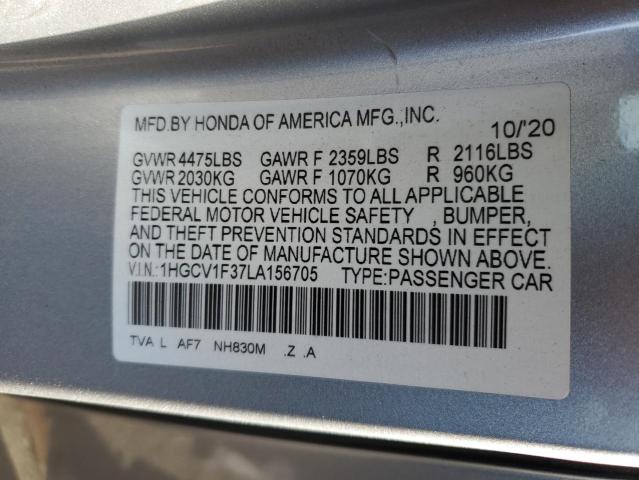 MFD.BY HONDA OF AMERICA MFG.,INC. 10/'20
GVWR 4475LBS GAWR F 2359LBS R 2116LBS
GVWR 2030KG GAWR F 1070KG R 960KG
THIS VEHICLE CONFORMS TO ALL APPLICABLE
FEDERAL MOTOR VEHICLE SAFETY , BUMPER,
AND THEFT PREVENTION STANDARDS IN EFFECT
ON THE DATE OF MANUFACTURE SHOWN ABOVE.
V.I.N.:1HGCV1F37LA156705 TYPE:PASSENGER CAR
TVA L AF7 NH830M .Z .A